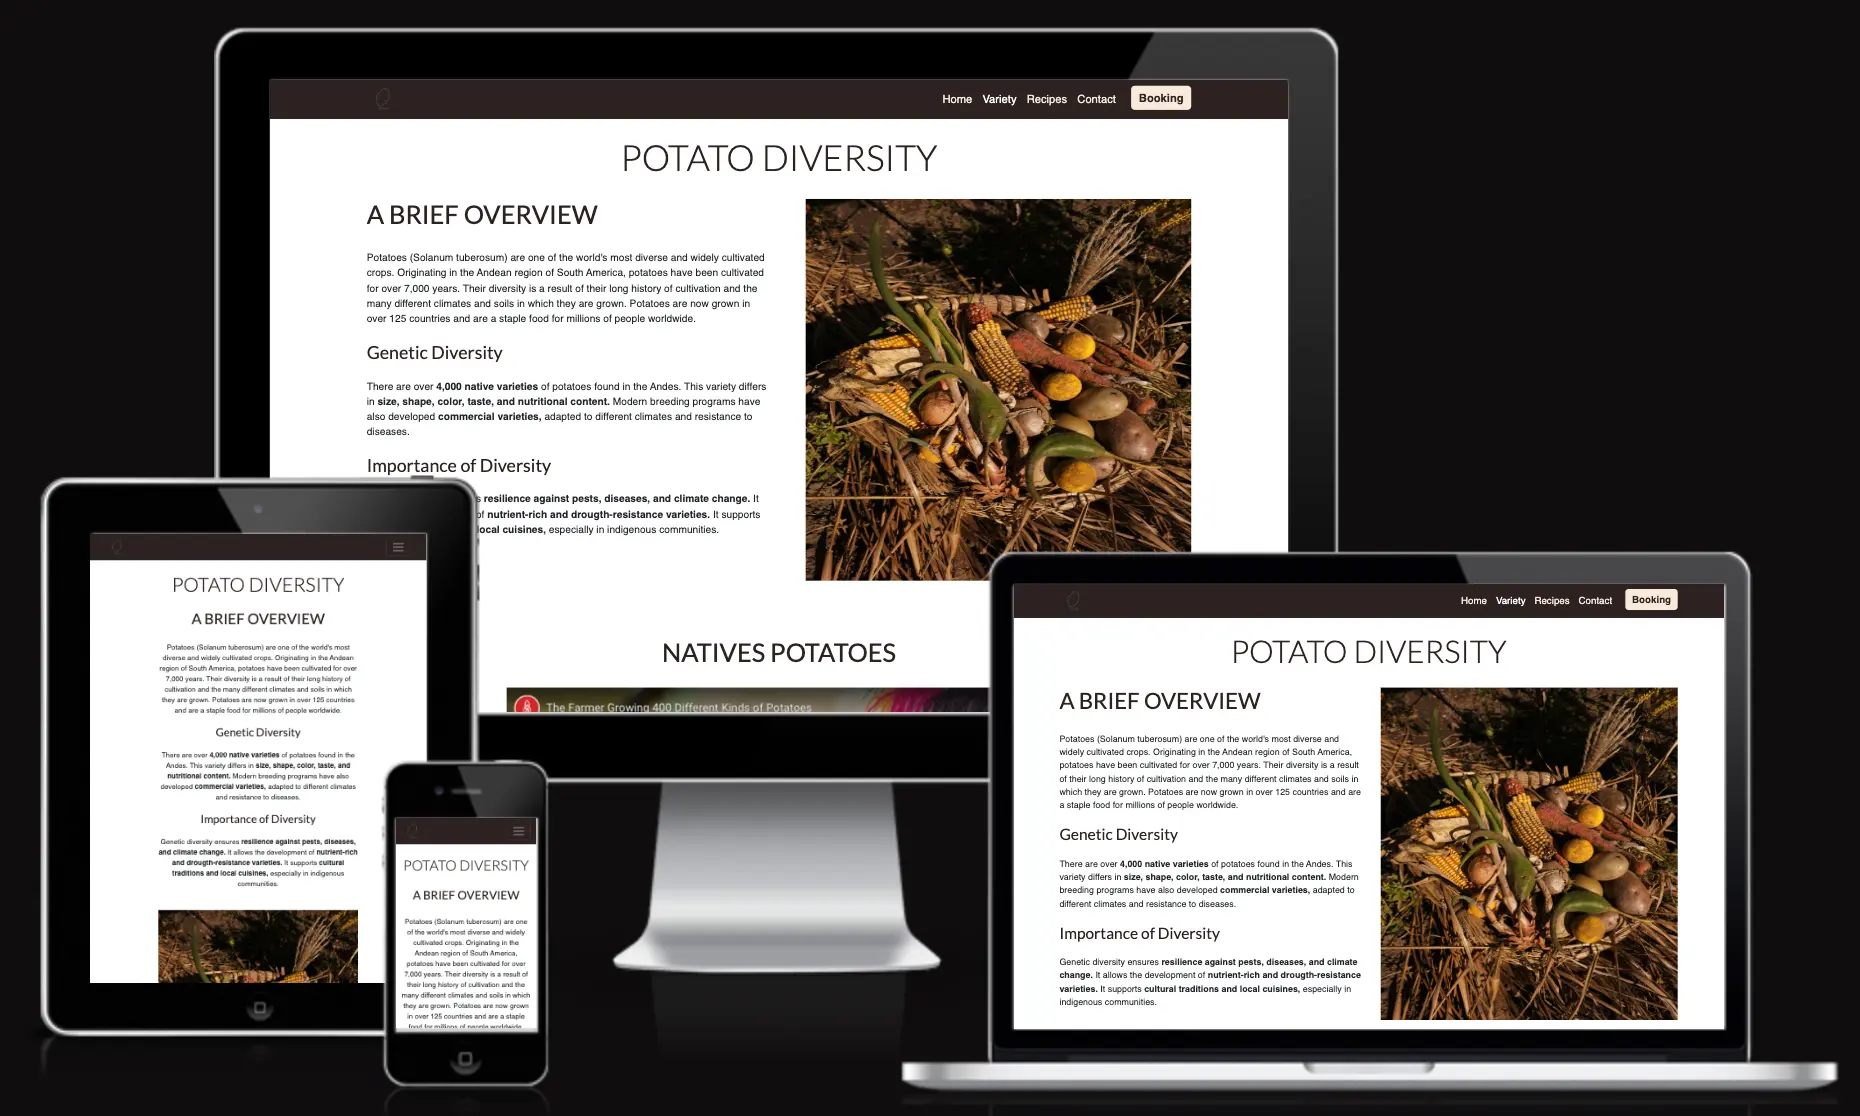 Home Variety Recipes Contact Booking
POTATO DIVERSITY
A BRIEF OVERVIEW
Potatoes (Solanum tuberosum) are one of the world's most diverse and widely cultivated
crops. Originating in the Andean region of South America, potatoes have been cultivated
for over 7,000 years. Their diversity is a result of their long history of cultivation and the
many different climates and soils in which they are grown. Potatoes are now grown in
over 125 countries and are a staple food for millions of people worldwide.
Genetic Diversity
There are over 4,000 native varieties of potatoes found in the Andes. This variety differs
in size, shape, color, taste, and nutritional content. Modern breeding programs have
also developed commercial varieties, adapted to different climates and resistance to
diseases.
Importance of Diversity
s resilience against pests, diseases, and climate change. It
of nutrient-rich and drougth-resistance varieties. It supports
local cuisines, especially in indigenous communities.
NATIVES POTATOES
The Farmer Growing 400 Different Kinds of Potatoes
POTATO DIVERSITY
A BRIEF OVERVIEW
Potatoes (Solanum tuberosum) are one of the world's most
diverse and widely cultivated crops. Originating in the Andean
region of South America, potatoes have been cultivated for over
7,000 years. Their diversity is a result of their long history of
cultivation and the many different climates and soils in which
they are grown. Potatoes are now grown in over 125 countries
and are a staple food for millions of people worldwide.
Genetic Diversity
There are over 4,000 native varieties of potatoes found in the
Andes. This variety differs in size, shape, color, taste, and
nutritional content. Modern breeding programs have also
developed commercial varieties, adapted to different climates
and resistance to diseases.
Importance of Diversity
Genetic diversity ensures resilience against pests, diseases,
and climate change. It allows the development of nutrient-rich
and drougth-resistance varieties. It supports cultural
traditions and local cuisines, especially in indigenous
communities.
POTATO DIVERSITY
A BRIEF OVERVIEW
Potatoes (Solanum tuberosum) are one
of the world's most diverse and widely
cultivated crops. Originating in the
Andean region of South America,
potatoes have been cultivated for over
7,000 years. Their diversity is a result of
their long history of cultivation and the
many different climates and soils in which
they are grown. Potatoes are now grown
in over 125 countries and are a staple
food for millions of people worldwide.
Home Variety Recipes Contact Booking
POTATO DIVERSITY
A BRIEF OVERVIEW
Potatoes (Solanum tuberosum) are one of the world's most diverse and
widely cultivated crops. Originating in the Andean region of South America,
potatoes have been cultivated for over 7,000 years. Their diversity is a result
of their long history of cultivation and the many different climates and soils in
which they are grown. Potatoes are now grown in over 125 countries and are
a staple food for millions of people worldwide.
Genetic Diversity
There are over 4,000 native varieties of potatoes found in the Andes. This
variety differs in size, shape, color, taste, and nutritional content. Modern
breeding programs have also developed commercial varieties, adapted to
different climates and resistance to diseases.
Importance of Diversity
Genetic diversity ensures resilience against pests, diseases, and climate
change. It allows the development of nutrient-rich and drougth-resistance
varieties. It supports cultural traditions and local cuisines, especially in
indigenous communities.